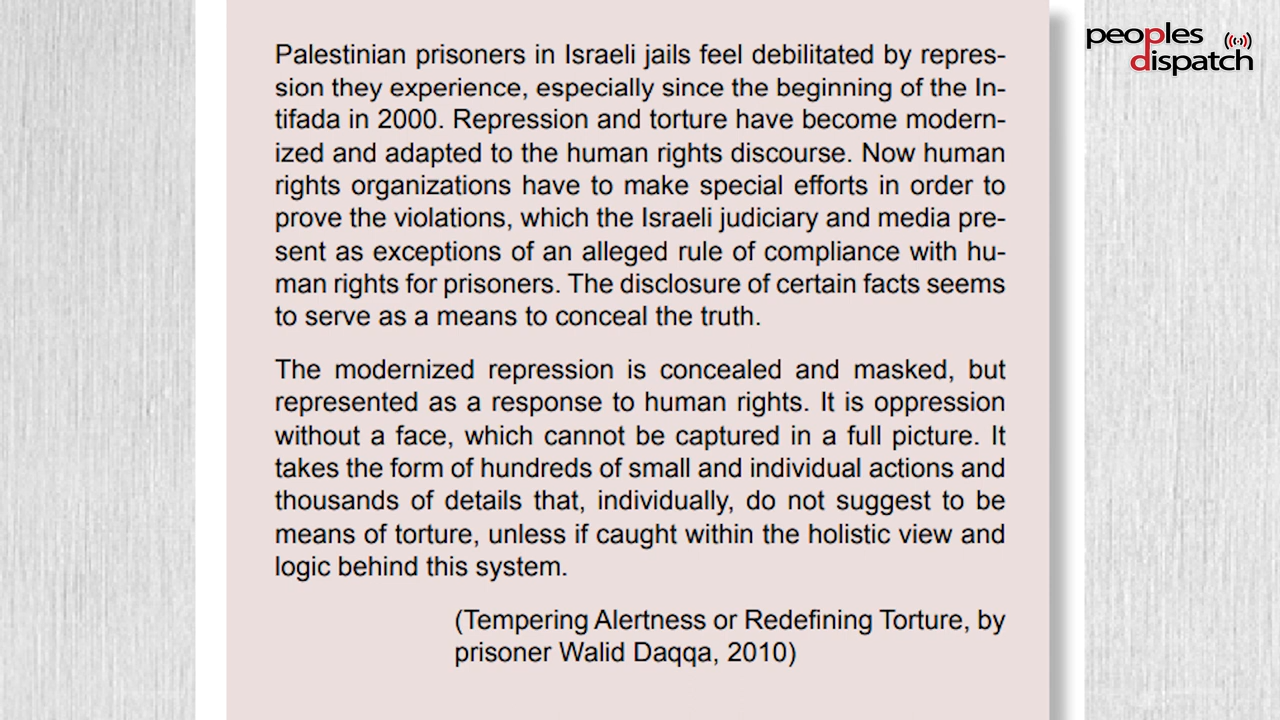 peoples
dispatch
Palestinian prisoners in Israeli jails feel debilitated by repres-
sion they experience, especially since the beginning of the In-
tifada in 2000. Repression and torture have become modern-
ized and adapted to the human rights discourse. Now human
rights organizations have to make special efforts in order to
prove the violations, which the Israeli judiciary and media pre-
sent as exceptions of an alleged rule of compliance with hu-
man rights for prisoners. The disclosure of certain facts seems
to serve as a means to conceal the truth.
The modernized repression is concealed and masked, but
represented as a response to human rights. It is oppression
without a face, which cannot be captured in a full picture. It
takes the form of hundreds of small and individual actions and
thousands of details that, individually, do not suggest to be
means of torture, unless if caught within the holistic view and
logic behind this system.
(Tempering Alertness or Redefining Torture, by
prisoner Walid Daqqa, 2010)